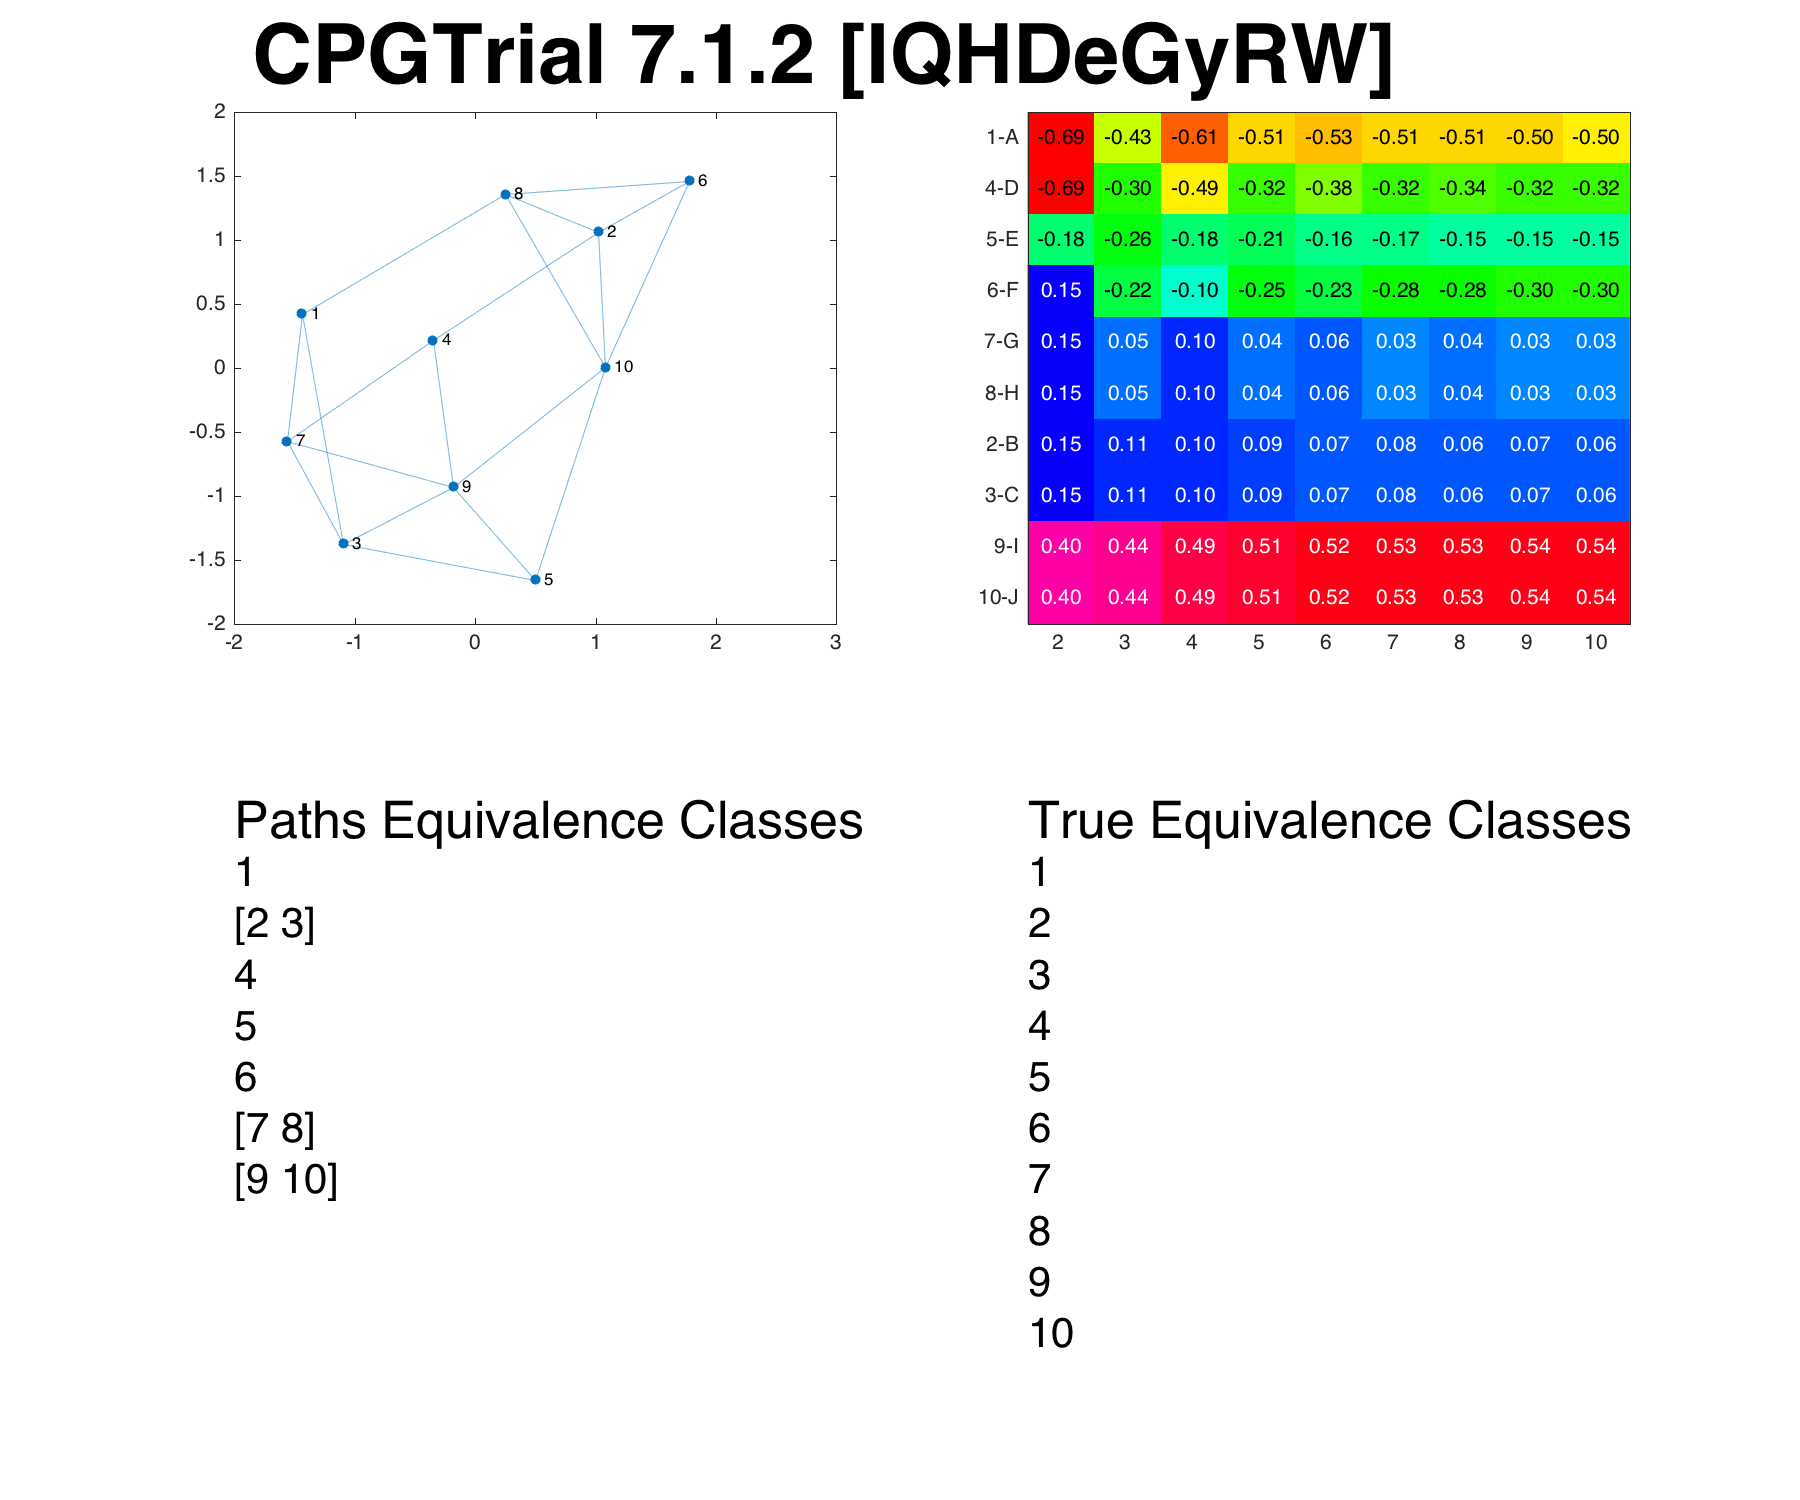 CPGTrial 7.1.2 [IQHDeGyRW]
2
1.5
1
0.5
0
-0.5
-1
-1.5
-2
-2 -1 0 1 2 3
8
6
2
1
4
10
7
9
3
5
1-A -0.69 -0.43 -0.61 -0.51 -0.53 -0.51 -0.51 -0.50 -0.50
4-D -0.69 -0.30 -0.49 -0.32 -0.38 -0.32 -0.34 -0.32 -0.32
5-E -0.18 -0.26 -0.18 -0.21 -0.16 -0.17 -0.15 -0.15 -0.15
6-F 0.15 -0.22 -0.10 -0.25 -0.23 -0.28 -0.28 -0.30 -0.30
7-G 0.15 0.05 0.10 0.04 0.06 0.03 0.04 0.03 0.03
8-H 0.15 0.05 0.10 0.04 0.06 0.03 0.04 0.03 0.03
2-B 0.15 0.11 0.10 0.09 0.07 0.08 0.06 0.07 0.06
3-C 0.15 0.11 0.10 0.09 0.07 0.08 0.06 0.07 0.06
9-I 0.40 0.44 0.49 0.51 0.52 0.53 0.53 0.54 0.54
10-J 0.40 0.44 0.49 0.51 0.52 0.53 0.53 0.54 0.54
2 3 4 5 6 7 8 9 10
Paths Equivalence Classes
1
[2 3]
4
5
6
[7 8]
[9 10]
True Equivalence Classes
1
2
3
4
5
6
7
8
9
10